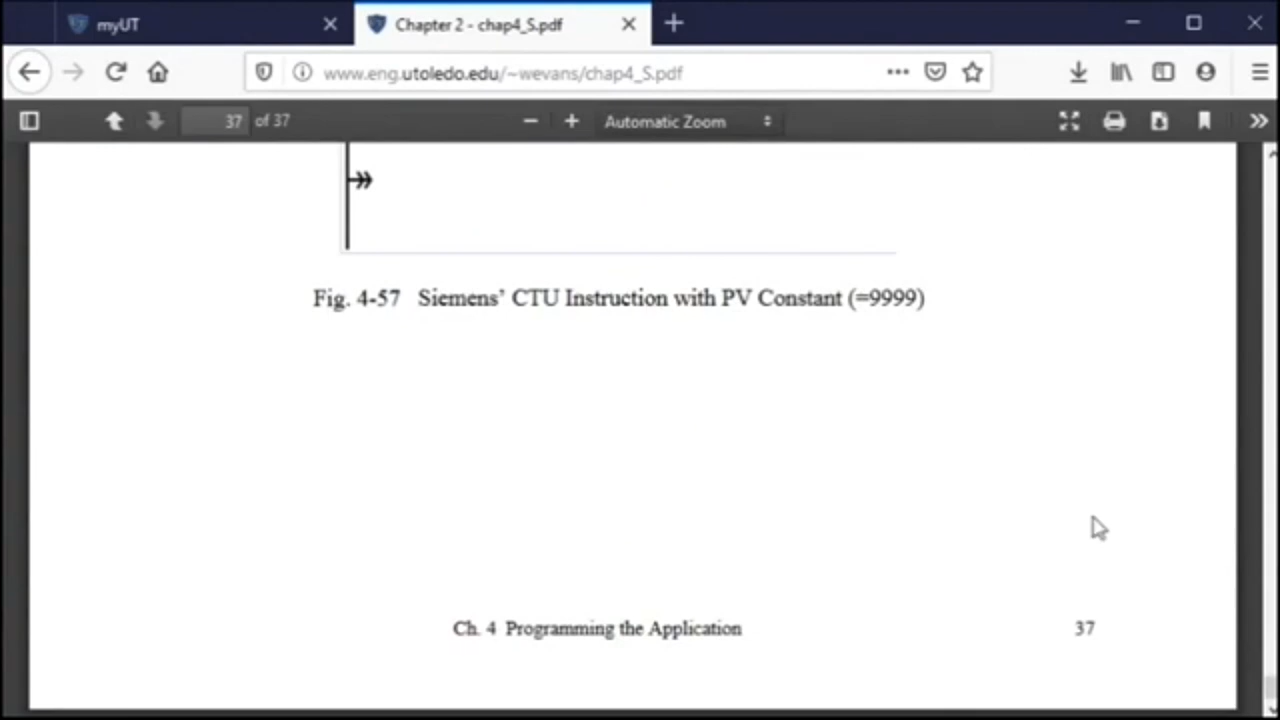 myUT
Chapter 2 - chap4_S.pdf
www.eng.utoledo.edu/~wevans/chap4_S.pdf
37 of 37
Automatic Zoom
Fig. 4-57 Siemens’ CTU Instruction with PV Constant (=9999)
Ch. 4 Programming the Application
37